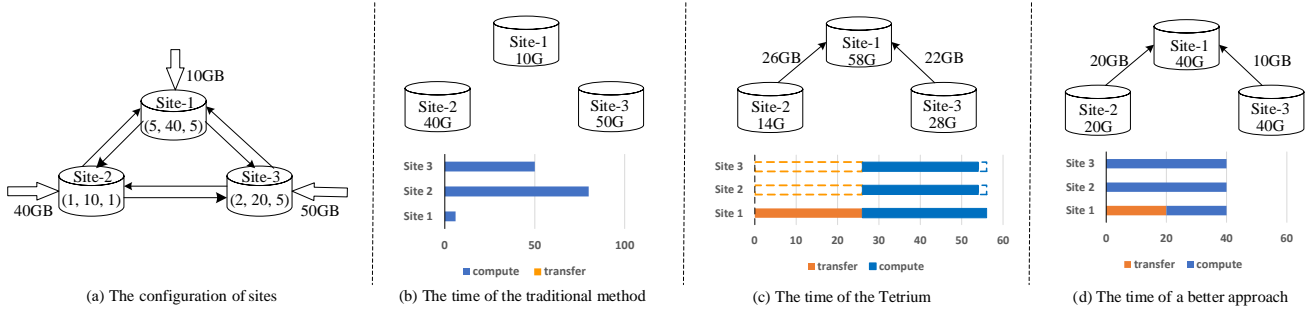 10GB
Site-1
(5, 40, 5)
Site-2
(1, 10, 1)
Site-3
(2, 20, 5)
40GB
50GB
(a) The configuration of sites
Site-1
10G
Site-2
40G
Site-3
50G
Site 3
Site 2
Site 1
0 50 100
compute transfer
(b) The time of the traditional method
26GB
Site-1
58G
22GB
Site-2
14G
Site-3
28G
Site 3
Site 2
Site 1
0 10 20 30 40 50 60
transfer compute
(c) The time of the Tetrium
20GB
Site-1
40G
10GB
Site-2
20G
Site-3
40G
Site 3
Site 2
Site 1
0 20 40 60
transfer compute
(d) The time of a better approach